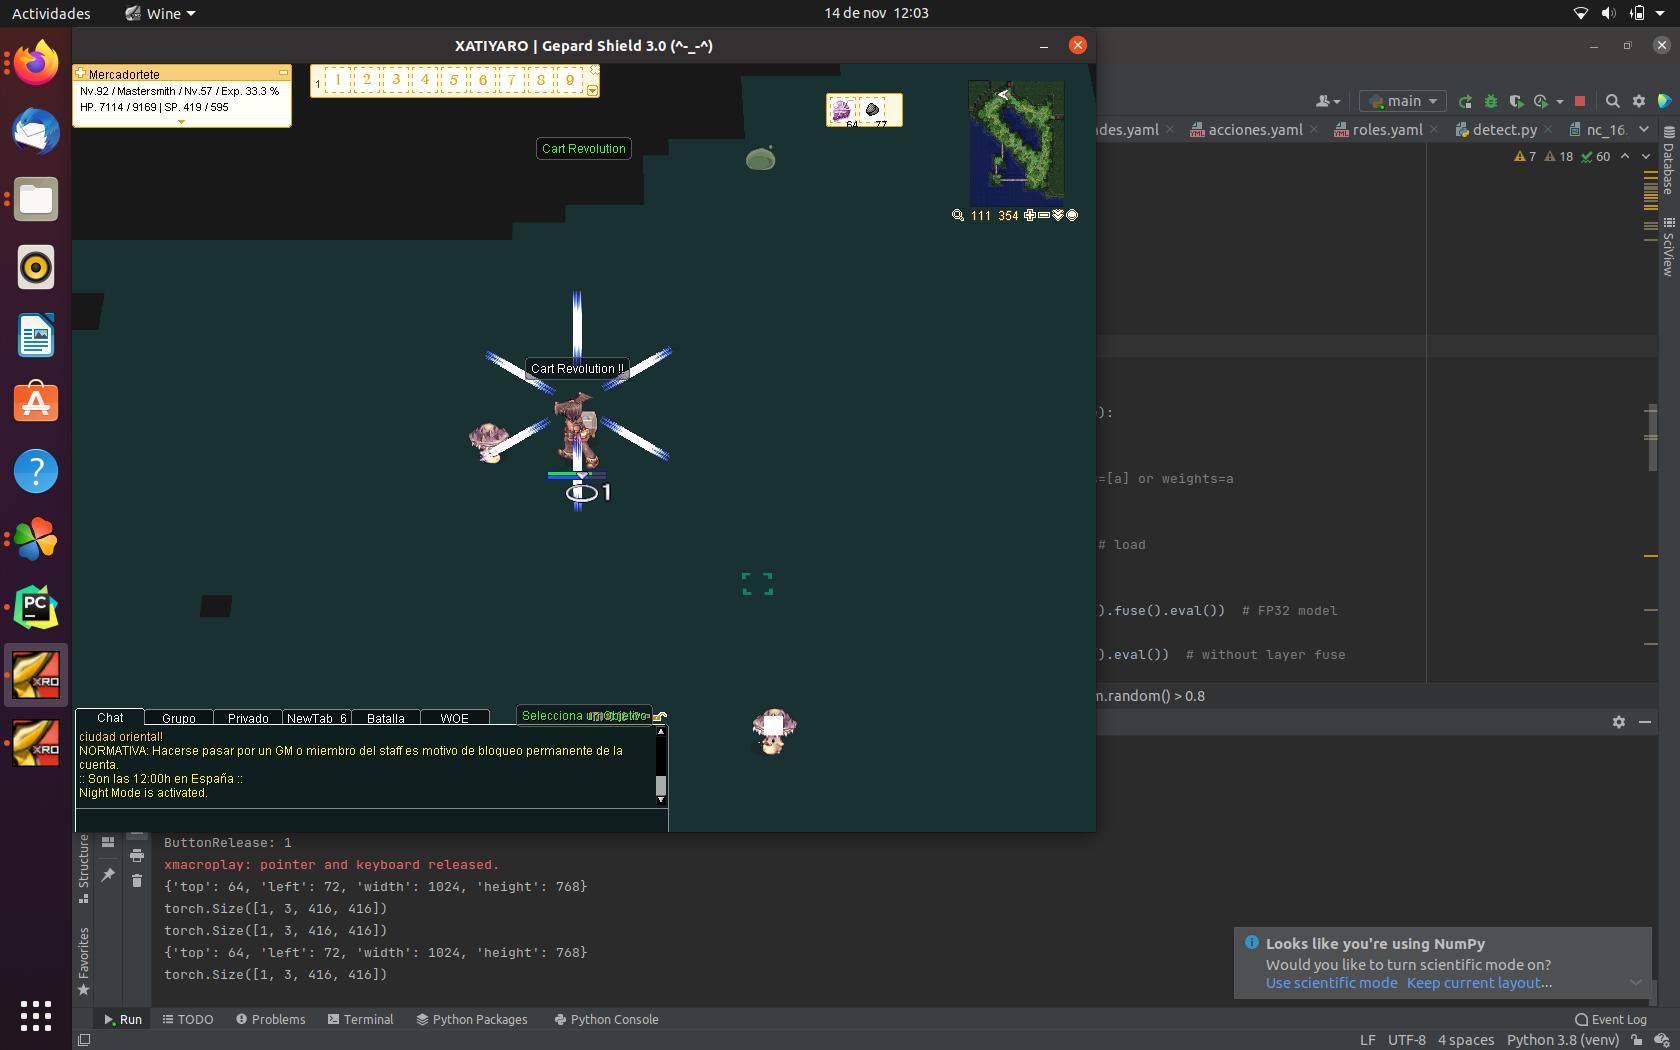 Actividades
Wine
14 de nov 12:03
XATIYARO | Gepard Shield 3.0 (^-_-^)
Mercadortete
Nv.92 / Mastersmith / Nv.57 / Exp. 33.3 %
HP. 7114 / 9169 | SP. 419 / 595
1 1 2 3 4 5 6 7 8 9
64 77
Cart Revolution
111 354
main
des.yaml
acciones.yaml
roles.yaml
detect.py
nc_16.
7 18 60
Database
SciView
Cart Revolution !!
1
):
=[a] or weights=a
# load
).fuse().eval()) # FP32 model
).eval()) # without layer fuse
m.random() > 0.8
Chat
Grupo
Privado
NewTab_6
Batalla
WOE
ciudad oriental!
NORMATIVA: Hacerse pasar por un GM o miembro del staff es motivo de bloqueo permanente de la
cuenta.
:: Son las 12:00h en España ::
Night Mode is activated.
PC
XRO
XRO
Structure
Favorites
ButtonRelease: 1
xmacroplay: pointer and keyboard released.
{'top': 64, 'left': 72, 'width': 1024, 'height': 768}
torch.Size([1, 3, 416, 416])
torch.Size([1, 3, 416, 416])
{'top': 64, 'left': 72, 'width': 1024, 'height': 768}
torch.Size([1, 3, 416, 416])
Looks like you're using NumPy
Would you like to turn scientific mode on?
Use scientific mode Keep current layout...
Run
TODO
Problems
Terminal
Python Packages
Python Console
Event Log
LF UTF-8 4 spaces Python 3.8 (venv)